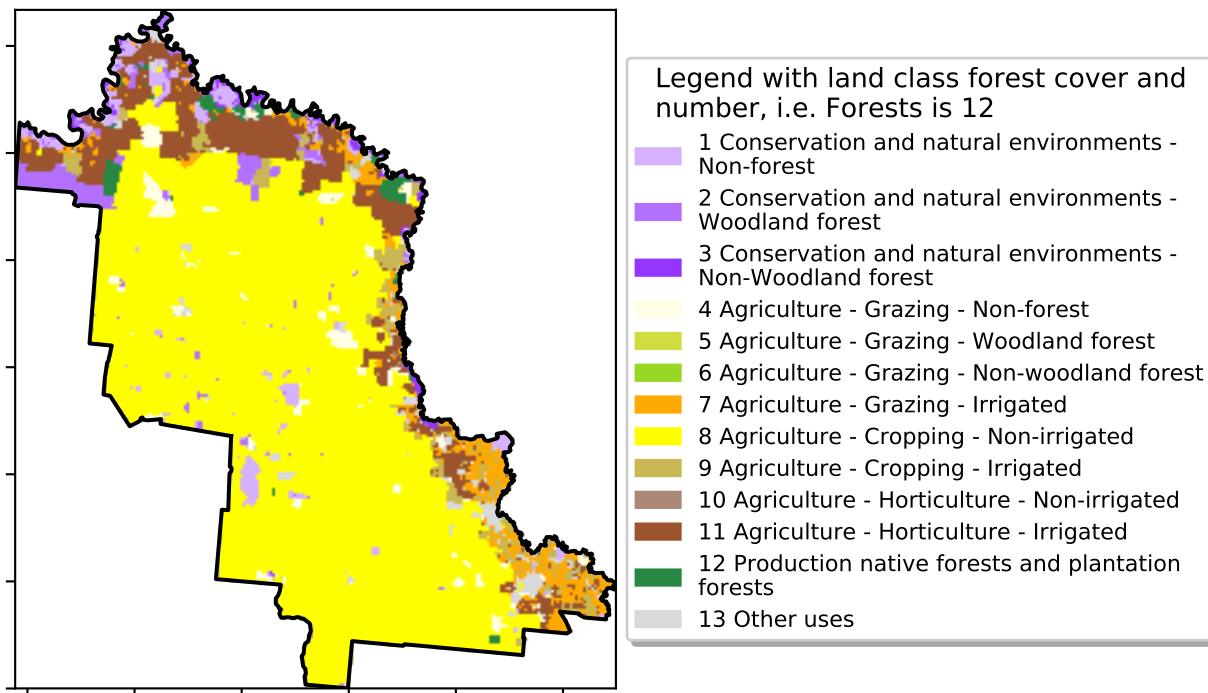 Legend with land class forest cover and
number, i.e. Forests is 12
1 Conservation and natural environments -
Non-forest
2 Conservation and natural environments -
Woodland forest
3 Conservation and natural environments -
Non-Woodland forest
4 Agriculture - Grazing - Non-forest
5 Agriculture - Grazing - Woodland forest
6 Agriculture - Grazing - Non-woodland forest
7 Agriculture - Grazing - Irrigated
8 Agriculture - Cropping - Non-irrigated
9 Agriculture - Cropping - Irrigated
10 Agriculture - Horticulture - Non-irrigated
11 Agriculture - Horticulture - Irrigated
12 Production native forests and plantation
forests
13 Other uses